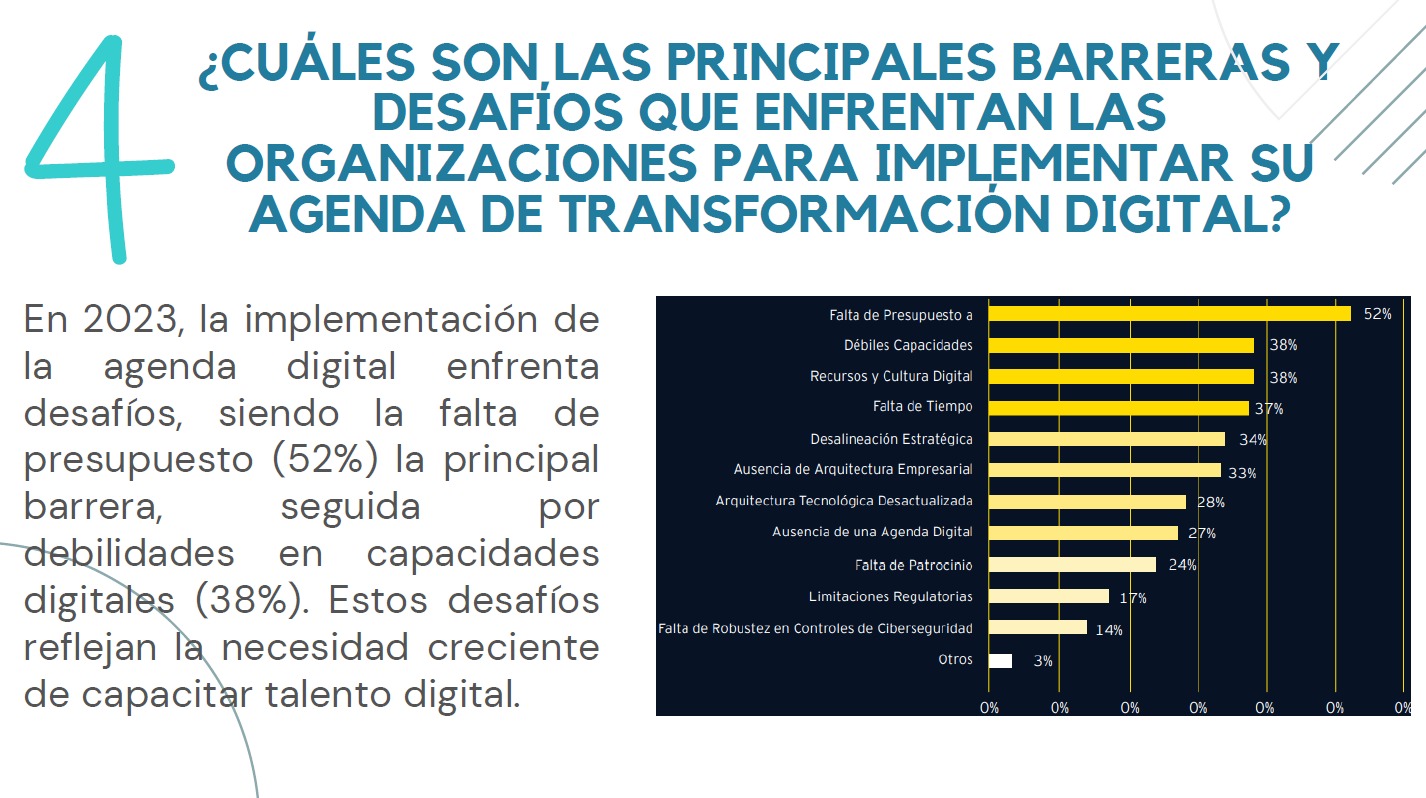 4
¿CUÁLES SON LAS PRINCIPALES BARRERAS Y
DESAFÍOS QUE ENFRENTAN LAS
ORGANIZACIONES PARA IMPLEMENTAR SU
AGENDA DE TRANSFORMACIÓN DIGITAL?
En 2023, la implementación de
la agenda digital enfrenta
desafíos, siendo la falta de
presupuesto (52%) la principal
barrera, seguida por
debilidades en capacidades
digitales (38%). Estos desafíos
reflejan la necesidad creciente
de capacitar talento digital.
Falta de Presupuesto a 52%
Débiles Capacidades 38%
Recursos y Cultura Digital 38%
Falta de Tiempo 37%
Desalineación Estratégica 34%
Ausencia de Arquitectura Empresarial 33%
Arquitectura Tecnológica Desactualizada 28%
Ausencia de una Agenda Digital 27%
Falta de Patrocinio 24%
Limitaciones Regulatorias 17%
Falta de Robustez en Controles de Ciberseguridad 14%
Otros 3%
0% 0% 0% 0% 0% 0% 0%